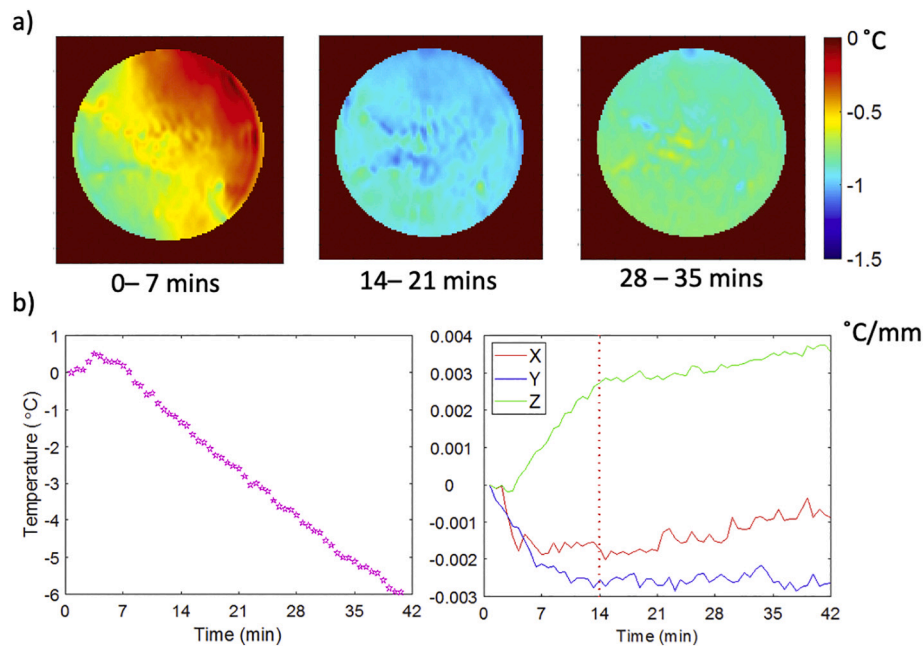 a)
0 ˚C
-0.5
-1
-1.5
0– 7 mins
14– 21 mins
28– 35 mins
b)
˚C/mm
1
0
-1
-2
-3
-4
-5
-6
Temperature (°C)
0 7 14 21 28 35 42
Time (min)
0.004
0.003
0.002
0.001
0
-0.001
-0.002
-0.003
X
Y
Z
0 7 14 21 28 35 42
Time (min)